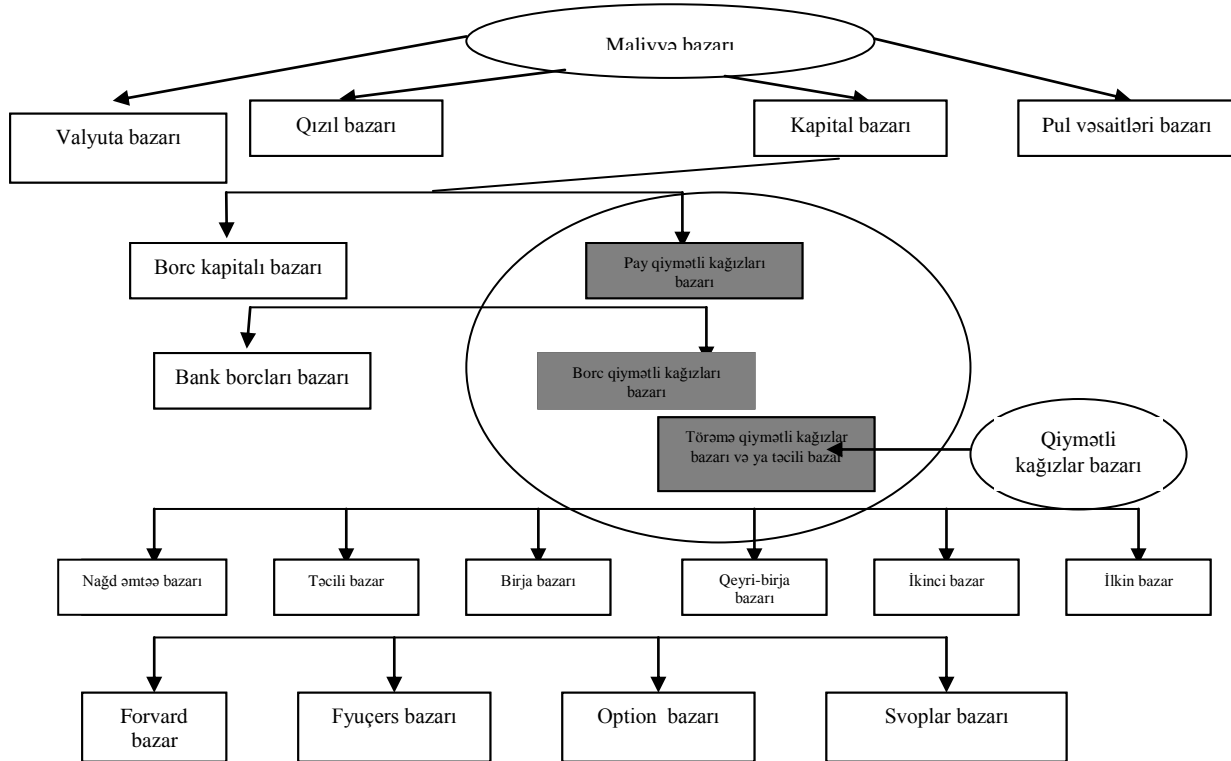 Maliyyə bazarı
Valyuta bazarı
Qızıl bazarı
Kapital bazarı
Pul vəsaitləri bazarı
Borc kapitalı bazarı
Pay qiymətli kağızları
bazarı
Bank borcları bazarı
Borc qiymətli kağızları
bazarı
Törəmə qiymətli kağızlar
bazarı və ya təcili bazar
Qiymətli
kağızlar bazarı
Nağd əmtəə bazarı
Təcili bazar
Birja bazarı
Qeyri-birja
bazarı
İkinci bazar
İlkin bazar
Forvard
bazar
Fyuçers bazarı
Option bazarı
Svoplar bazarı